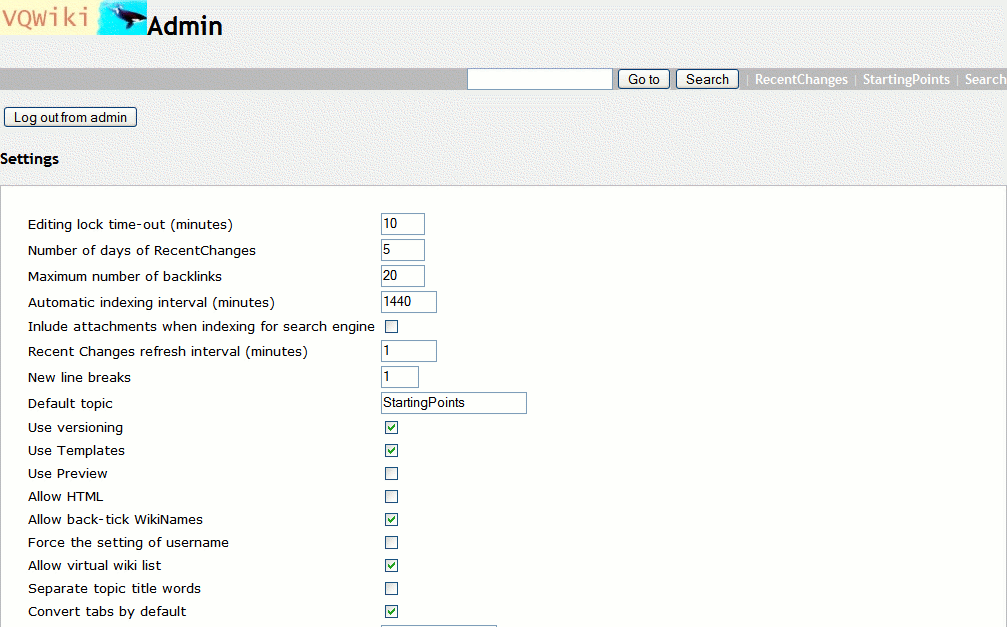 VQWiki Admin
Go to Search | RecentChanges | StartingPoints | Search
Log out from admin
Settings
Editing lock time-out (minutes) 10
Number of days of RecentChanges 5
Maximum number of backlinks 20
Automatic indexing interval (minutes) 1440
Inlude attachments when indexing for search engine
Recent Changes refresh interval (minutes) 1
New line breaks 1
Default topic StartingPoints
Use versioning
Use Templates
Use Preview
Allow HTML
Allow back-tick WikiNames
Force the setting of username
Allow virtual wiki list
Separate topic title words
Convert tabs by default